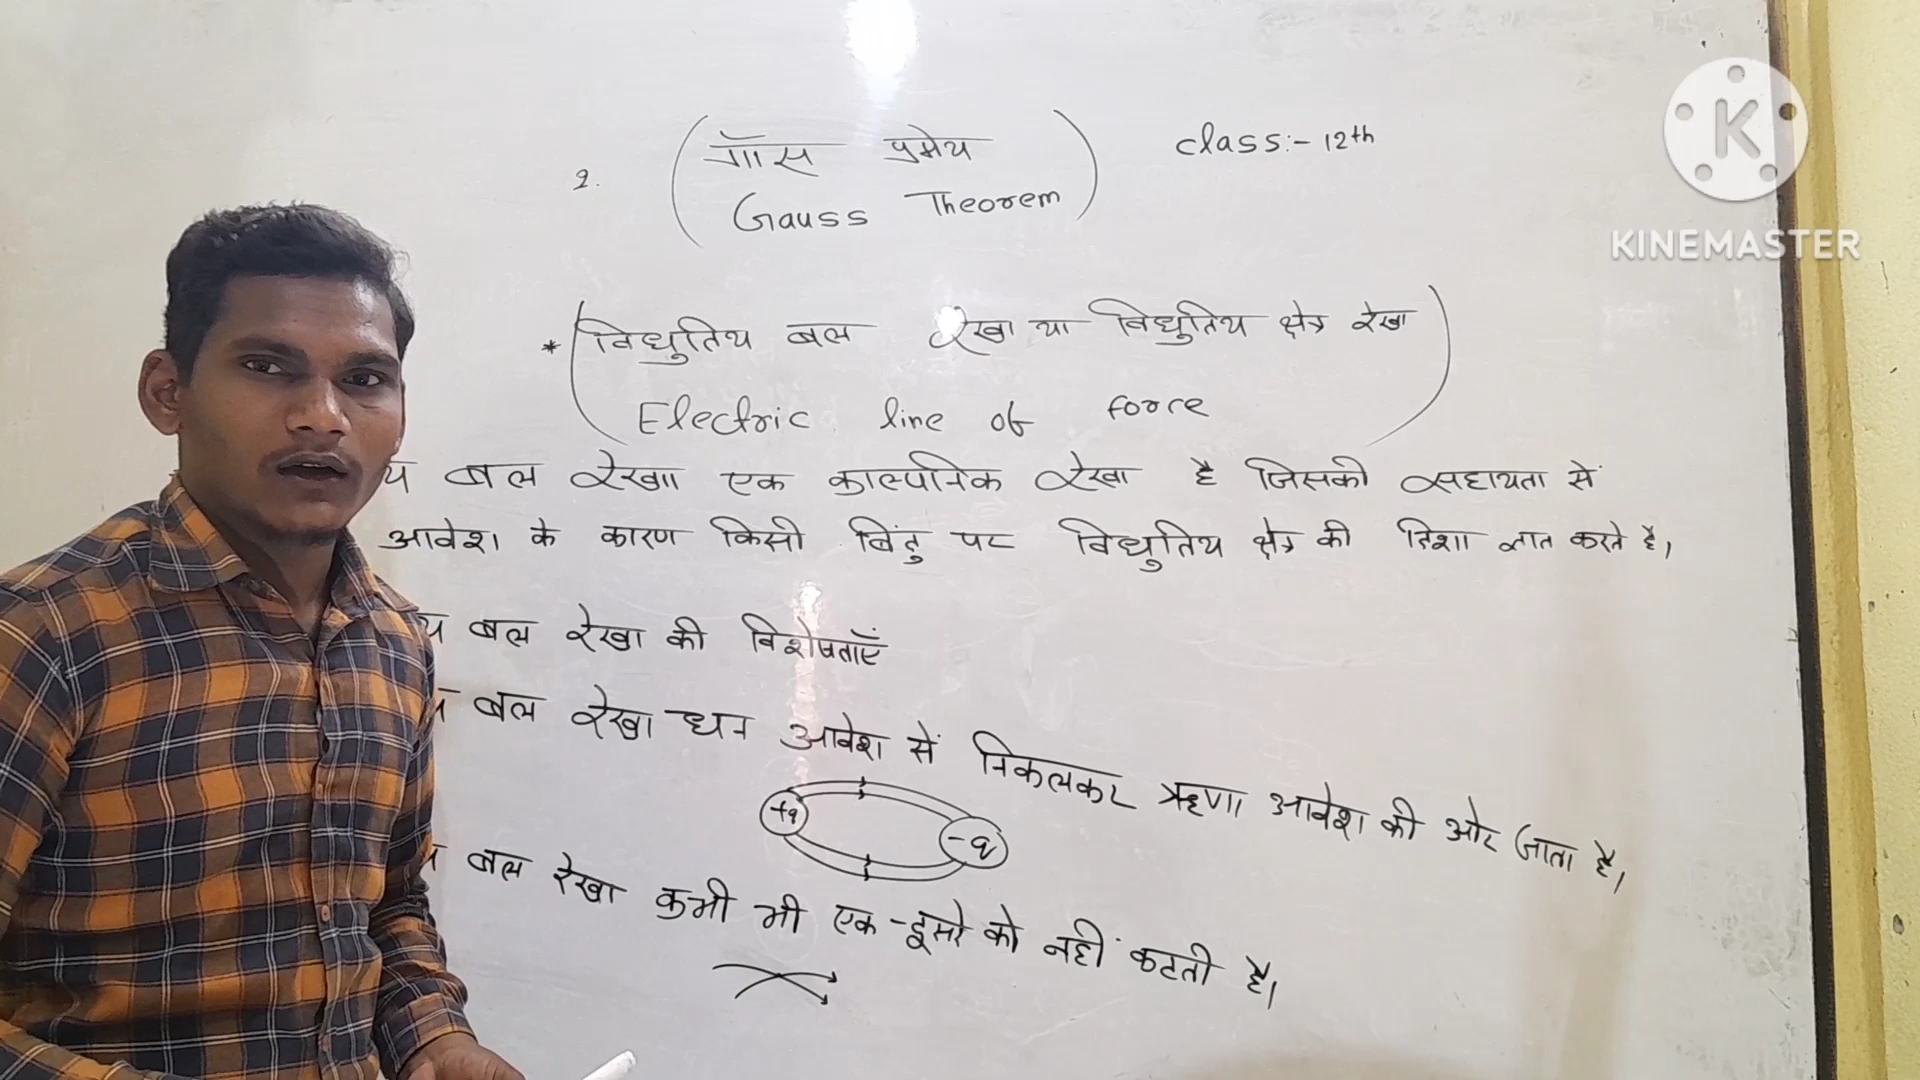 2. (गॉस प्रमेय) class:- 12th
Gauss Theorem
KINEMASTER
* (विधुतिय बल रेखा या विधुतिय क्षेत्र रेखा)
Electric line of force
य बल रेखा एक काल्पनिक रेखा है जिसकी सहायता सें
आवेश के कारण किसी बिंदु पर विधुतिय क्षेत्र की दिशा ज्ञात करते है।
य बल रेखा की विशेषताएँ
बल रेखा धन आवेश सें निकलकर ऋण आवेश की ओर जाता है।
+q
-q
बल रेखा कभी भी एक-दूसरे को नहीं कटती है।